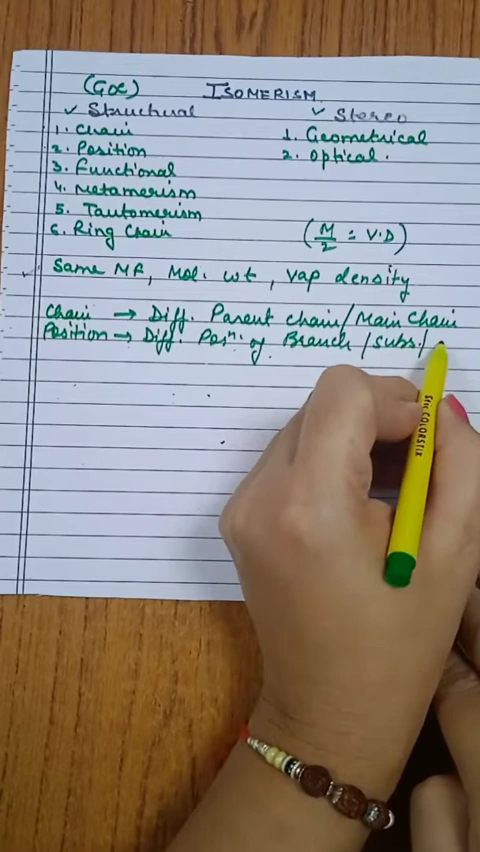 (GOC) ISOMERISM
✓ Structural ✓ Stereo
1. Chain 1. Geometrical
2. Position 2. Optical.
3. Functional
4. Metamerism
5. Tautomerism
6. Ring Chain (M/2 = V.D)
✓ Same MF, Mol. wt, Vap density
Chain → Diff. Parent chain/Main Chain
Position → Diff. Posn. of Branch/Subs./
COLORSTIX